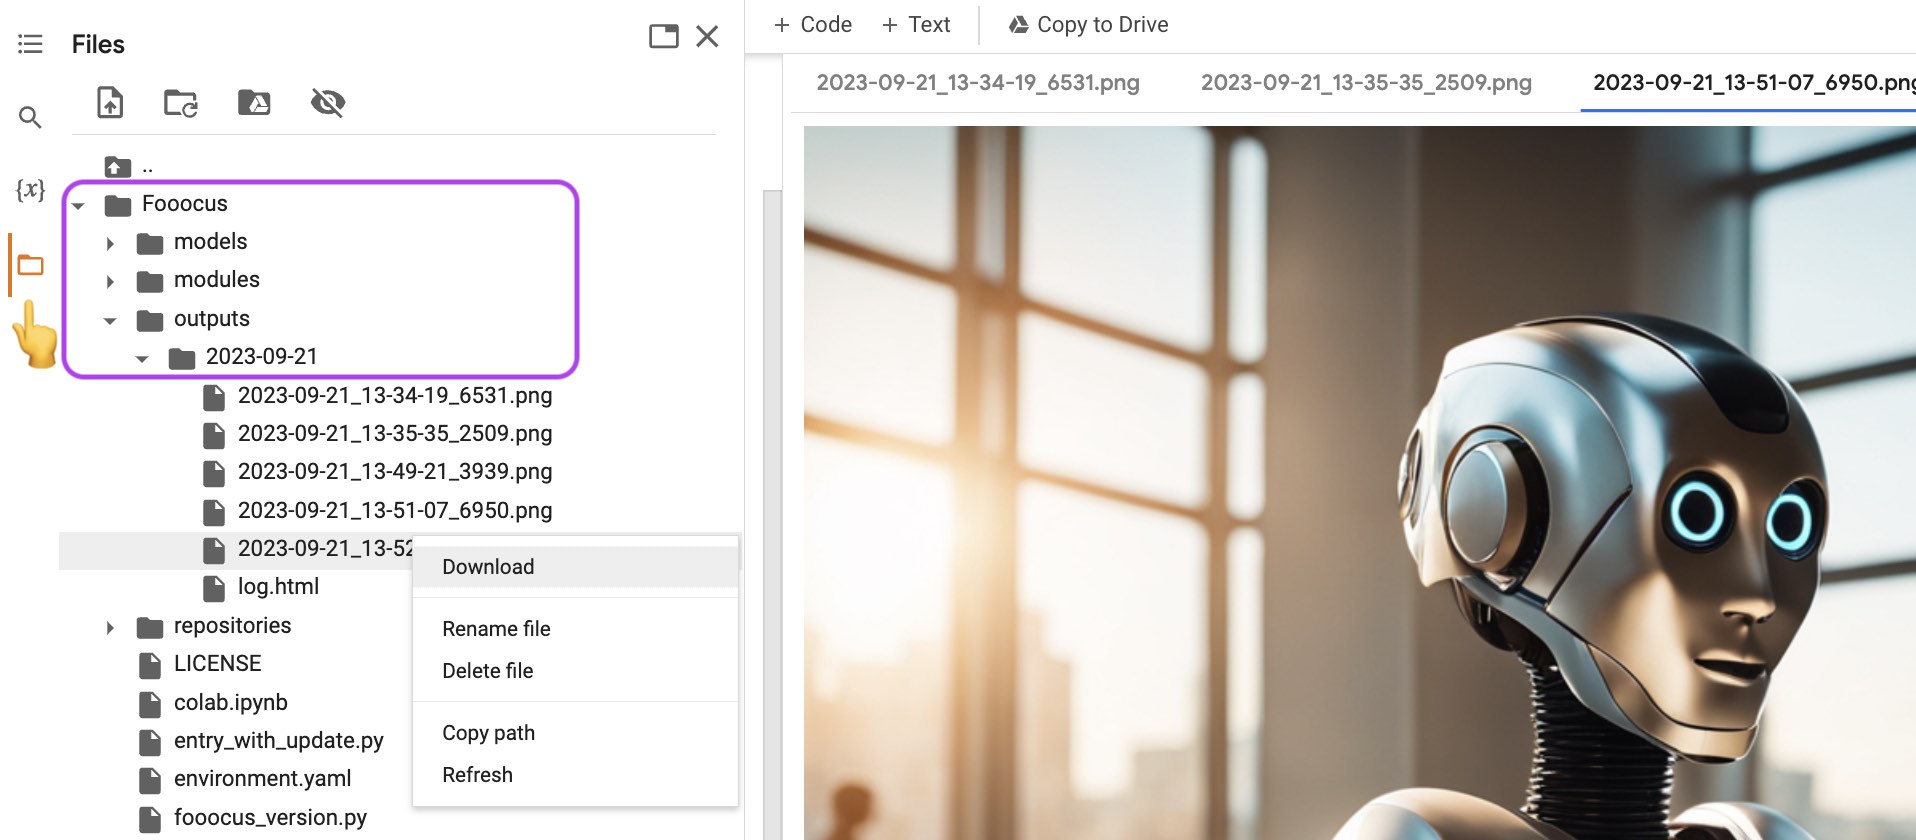 Files
+ Code + Text Copy to Drive
2023-09-21_13-34-19_6531.png 2023-09-21_13-35-35_2509.png 2023-09-21_13-51-07_6950.png
{x}
..
Fooocus
models
modules
outputs
2023-09-21
2023-09-21_13-34-19_6531.png
2023-09-21_13-35-35_2509.png
2023-09-21_13-49-21_3939.png
2023-09-21_13-51-07_6950.png
2023-09-21_13-52
log.html
Download
Rename file
Delete file
Copy path
Refresh
repositories
LICENSE
colab.ipynb
entry_with_update.py
environment.yaml
fooocus_version.py